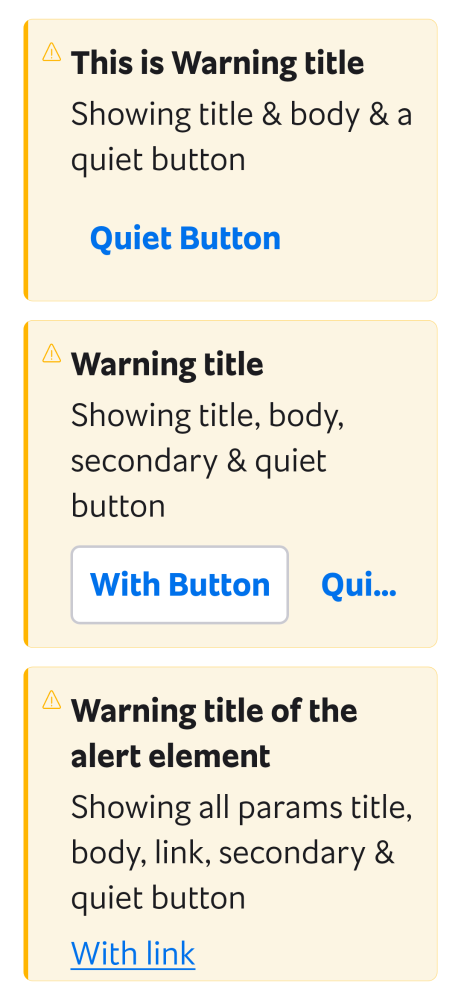 This is Warning title
Showing title & body & a
quiet button
Quiet Button
Warning title
Showing title, body,
secondary & quiet
button
With Button Qui...
Warning title of the
alert element
Showing all params title,
body, link, secondary &
quiet button
With link